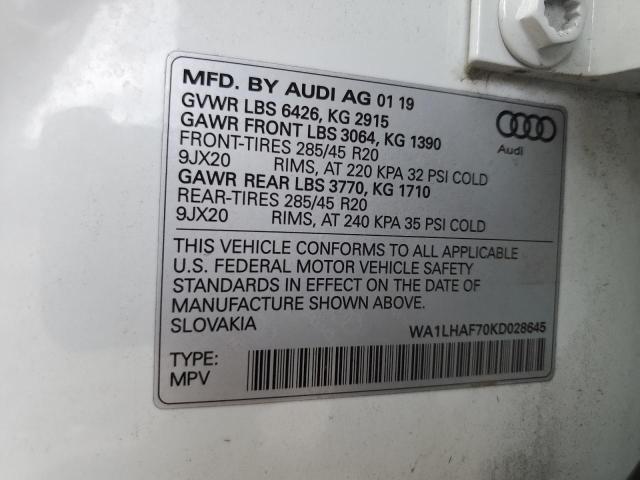 MFD. BY AUDI AG 01 19
GVWR LBS 6426, KG 2915
GAWR FRONT LBS 3064, KG 1390
FRONT-TIRES 285/45 R20
9JX20 RIMS, AT 220 KPA 32 PSI COLD
GAWR REAR LBS 3770, KG 1710
REAR-TIRES 285/45 R20
9JX20 RIMS, AT 240 KPA 35 PSI COLD
Audi
THIS VEHICLE CONFORMS TO ALL APPLICABLE
U.S. FEDERAL MOTOR VEHICLE SAFETY
STANDARDS IN EFFECT ON THE DATE OF
MANUFACTURE SHOWN ABOVE.
SLOVAKIA
WA1LHAF70KD028645
TYPE:
MPV